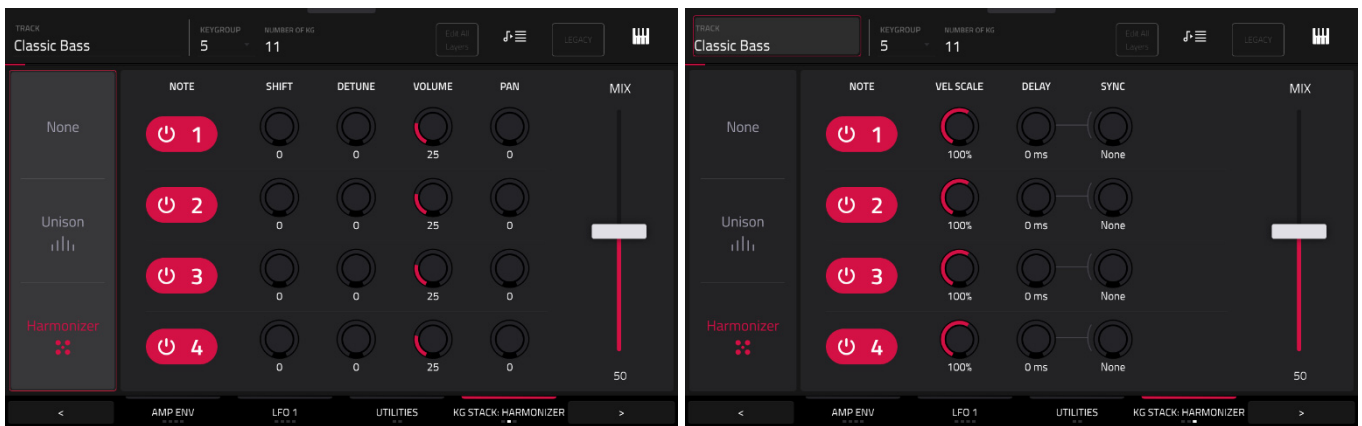 TRACK KEYGROUP NUMBER OF KG
Classic Bass 5 11 Edit All Layers LEGACY
NOTE SHIFT DETUNE VOLUME PAN MIX
None
1
0 0 25 0
Unison
2
0 0 25 0
3
0 0 25 0
Harmonizer
4
0 0 25 0
50
< AMP ENV LFO 1 UTILITIES KG STACK: HARMONIZER >
TRACK KEYGROUP NUMBER OF KG
Classic Bass 5 11 Edit All Layers LEGACY
NOTE VEL SCALE DELAY SYNC MIX
None
1
100% 0 ms None
Unison
2
100% 0 ms None
3
100% 0 ms None
Harmonizer
4
100% 0 ms None
50
< AMP ENV LFO 1 UTILITIES KG STACK: HARMONIZER >